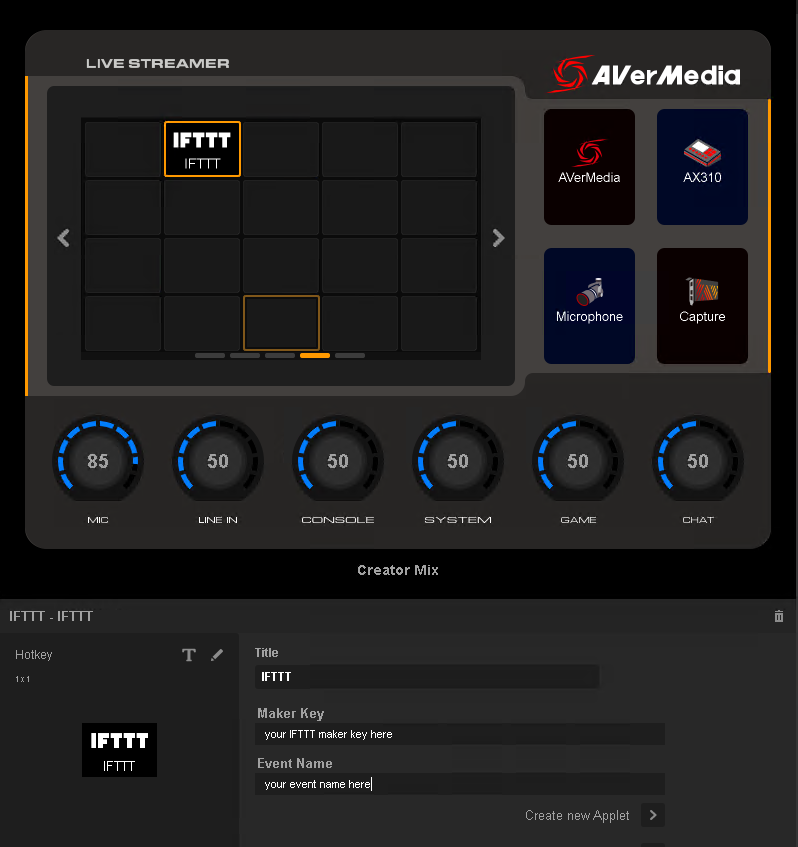 LIVE STREAMER
AVerMedia
IFTTT
IFTTT
AVerMedia
AX310
Microphone
Capture
85
50
50
50
50
50
MIC
LINE IN
CONSOLE
SYSTEM
GAME
CHAT
Creator Mix
IFTTT - IFTTT
Hotkey
T
1x1
IFTTT
IFTTT
Title
IFTTT
Maker Key
your IFTTT maker key here
Event Name
your event name here
Create new Applet